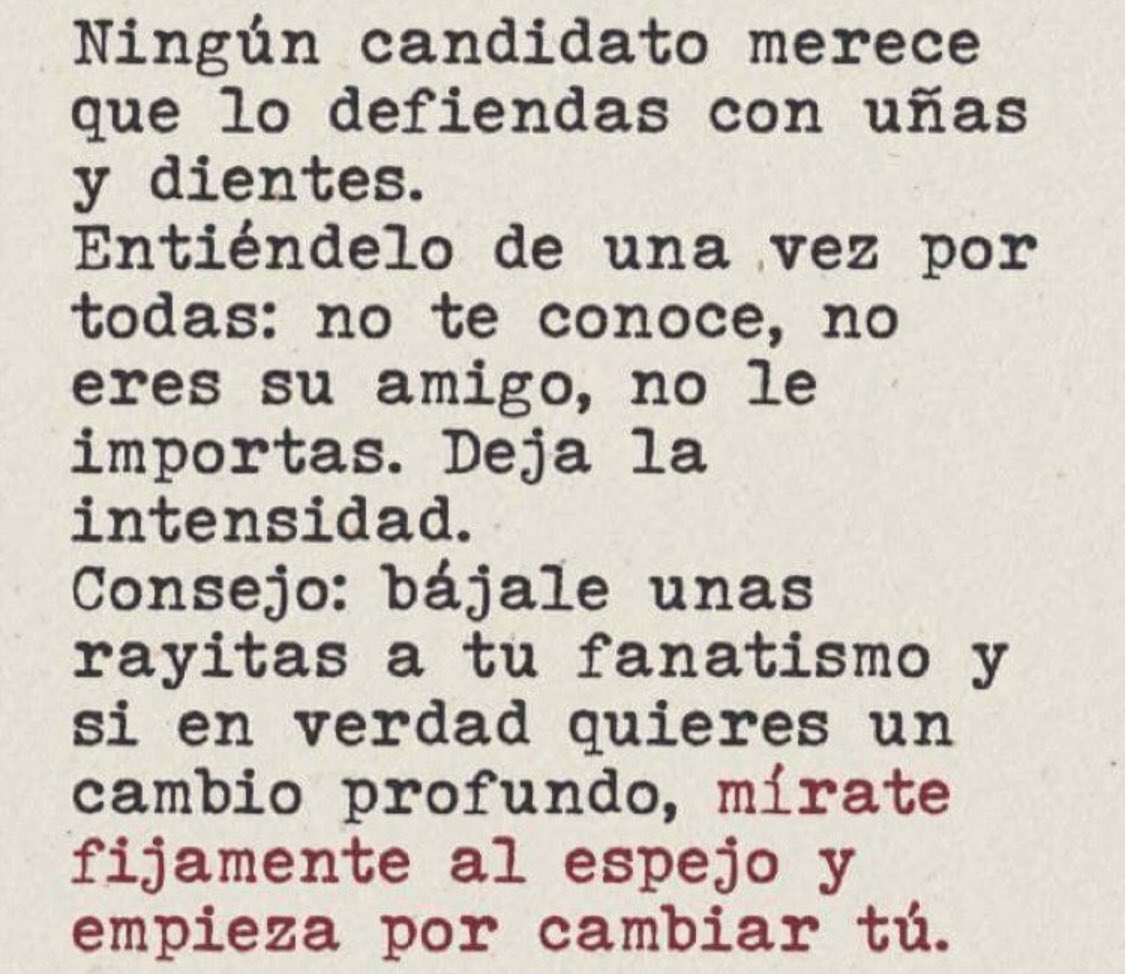 Ningún candidato merece
que lo defiendas con uñas
y dientes.
Entiéndelo de una vez por
todas: no te conoce, no
eres su amigo, no le
importas. Deja la
intensidad.
Consejo: bájale unas
rayitas a tu fanatismo y
si en verdad quieres un
cambio profundo, mírate
fijamente al espejo y
empieza por cambiar tú.